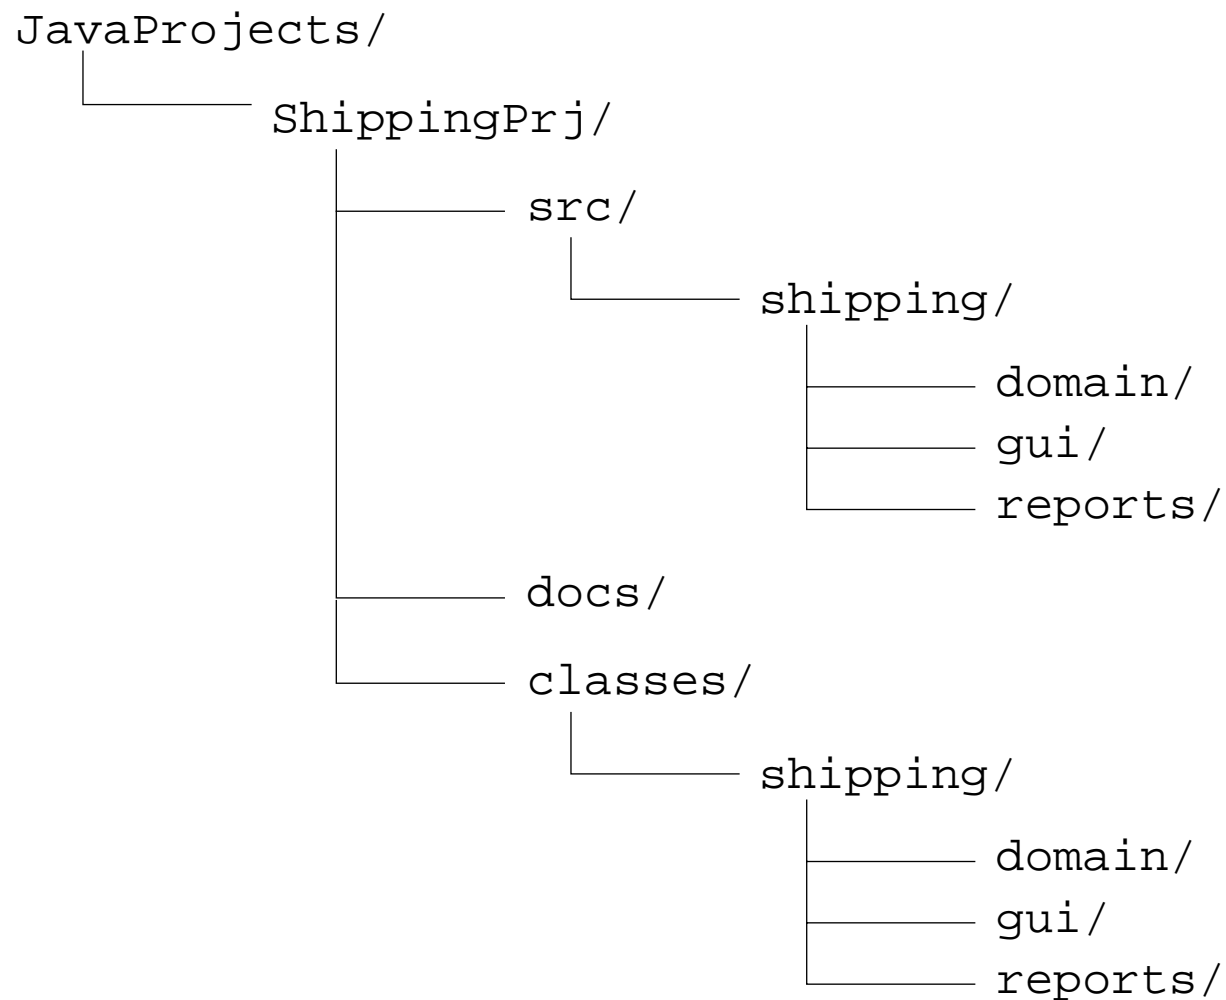 JavaProjects/
ShippingPrj/
src/
shipping/
domain/
gui/
reports/
docs/
classes/
shipping/
domain/
gui/
reports/